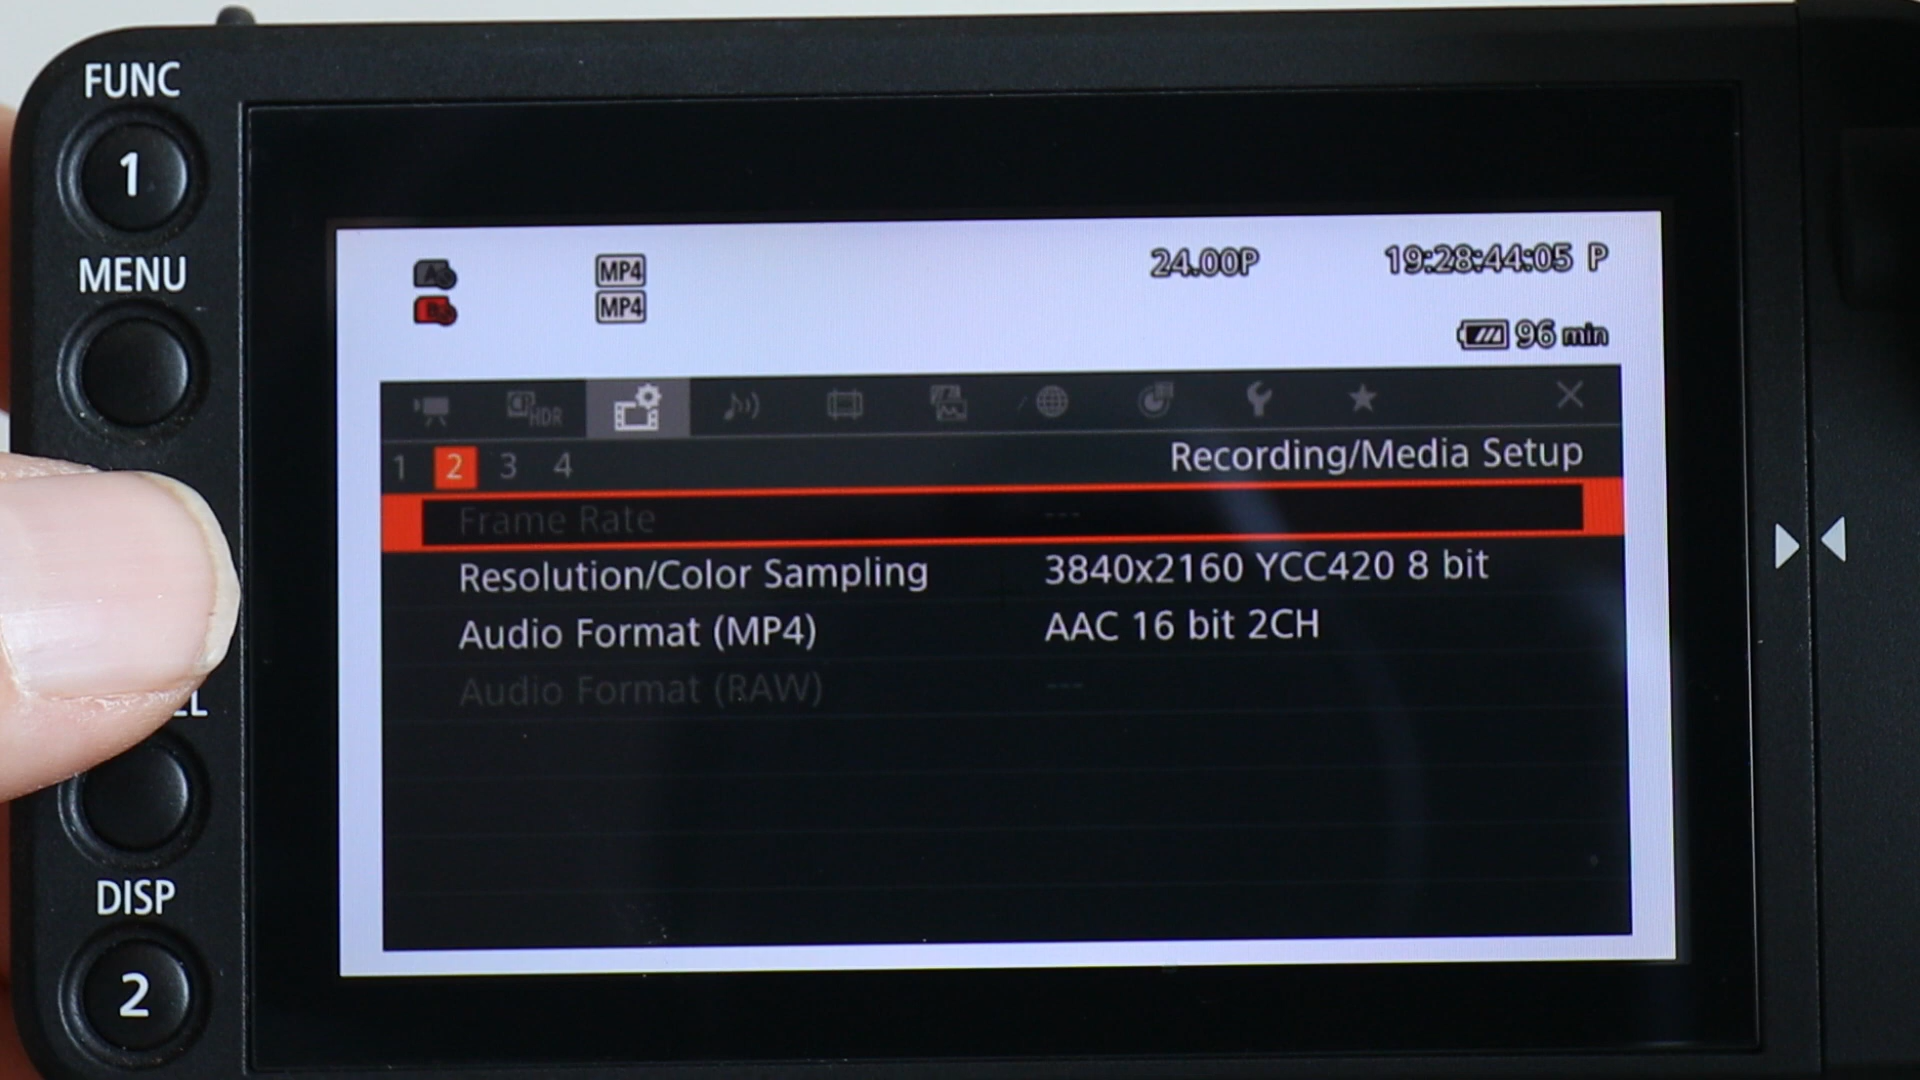 FUNC
1
MENU
DISP
2
MP4
MP4
24.00P
19:28:44:05 P
96 min
HDR
1 2 3 4
Recording/Media Setup
Frame Rate ---
Resolution/Color Sampling 3840x2160 YCC420 8 bit
Audio Format (MP4) AAC 16 bit 2CH
Audio Format (RAW) ---